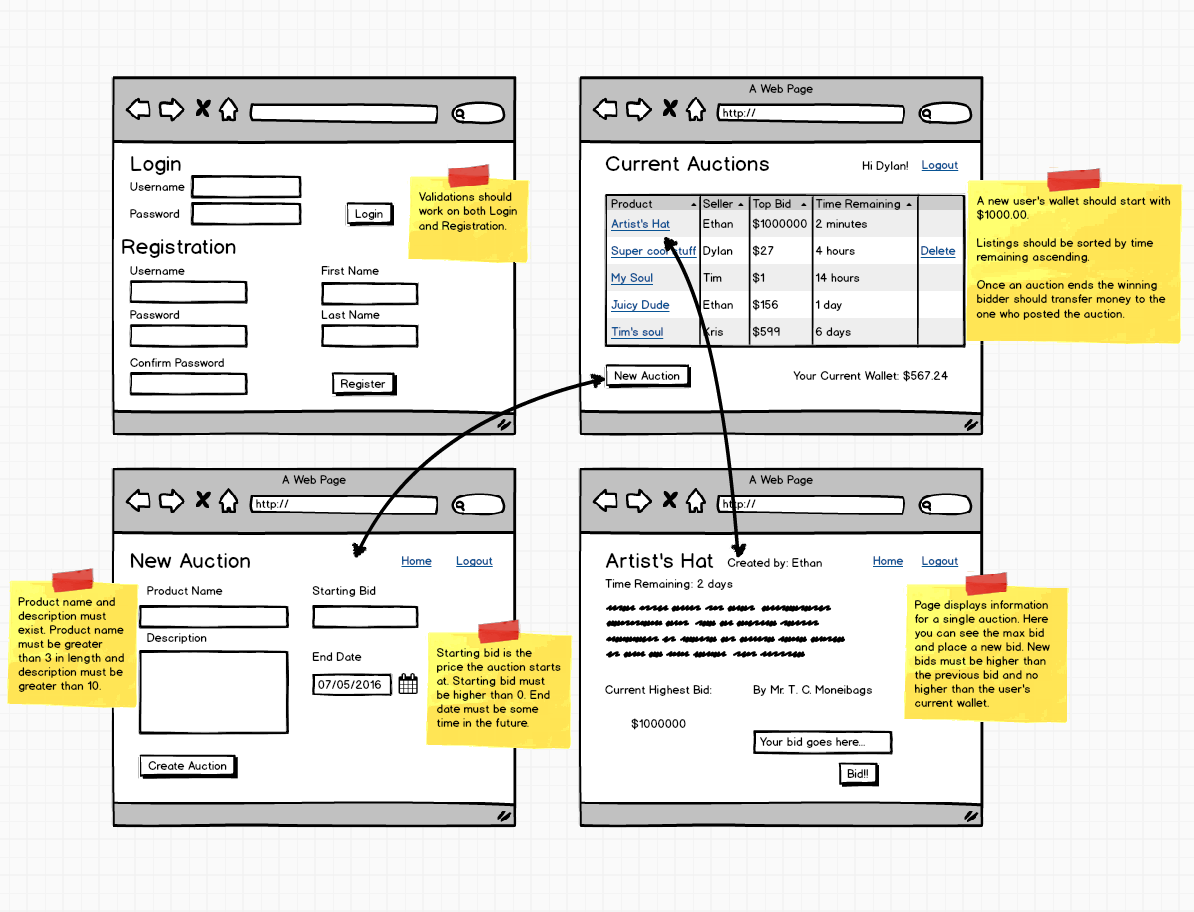 Login
Username
Password
Login
Validations should
work on both Login
and Registration.
Registration
Username
First Name
Password
Last Name
Confirm Password
Register
A Web Page
http://
Current Auctions
Hi Dylan!
Logout
Product
Seller
Top Bid
Time Remaining
Artist's Hat
Ethan
$1000000
2 minutes
Super cool stuff
Dylan
$27
4 hours
Delete
My Soul
Tim
$1
14 hours
Juicy Dude
Ethan
$156
1 day
Tim's soul
Kris
$599
6 days
New Auction
Your Current Wallet: $567.24
A new user's wallet should start with
$1000.00.
Listings should be sorted by time
remaining ascending.
Once an auction ends the winning
bidder should transfer money to the
one who posted the auction.
A Web Page
http://
New Auction
Home
Logout
Product Name
Starting Bid
Description
End Date
07/05/2016
Create Auction
Product name and
description must
exist. Product name
must be greater
than 3 in length and
description must be
greater than 10.
Starting bid is the
price the auction starts
at. Starting bid must
be higher than 0. End
date must be some
time in the future.
A Web Page
http://
Artist's Hat
Created by: Ethan
Home
Logout
Time Remaining: 2 days
Current Highest Bid:
By Mr. T. C. Moneibags
$1000000
Your bid goes here...
Bid!!
Page displays information
for a single auction. Here
you can see the max bid
and place a new bid. New
bids must be higher than
the previous bid and no
higher than the user's
current wallet.